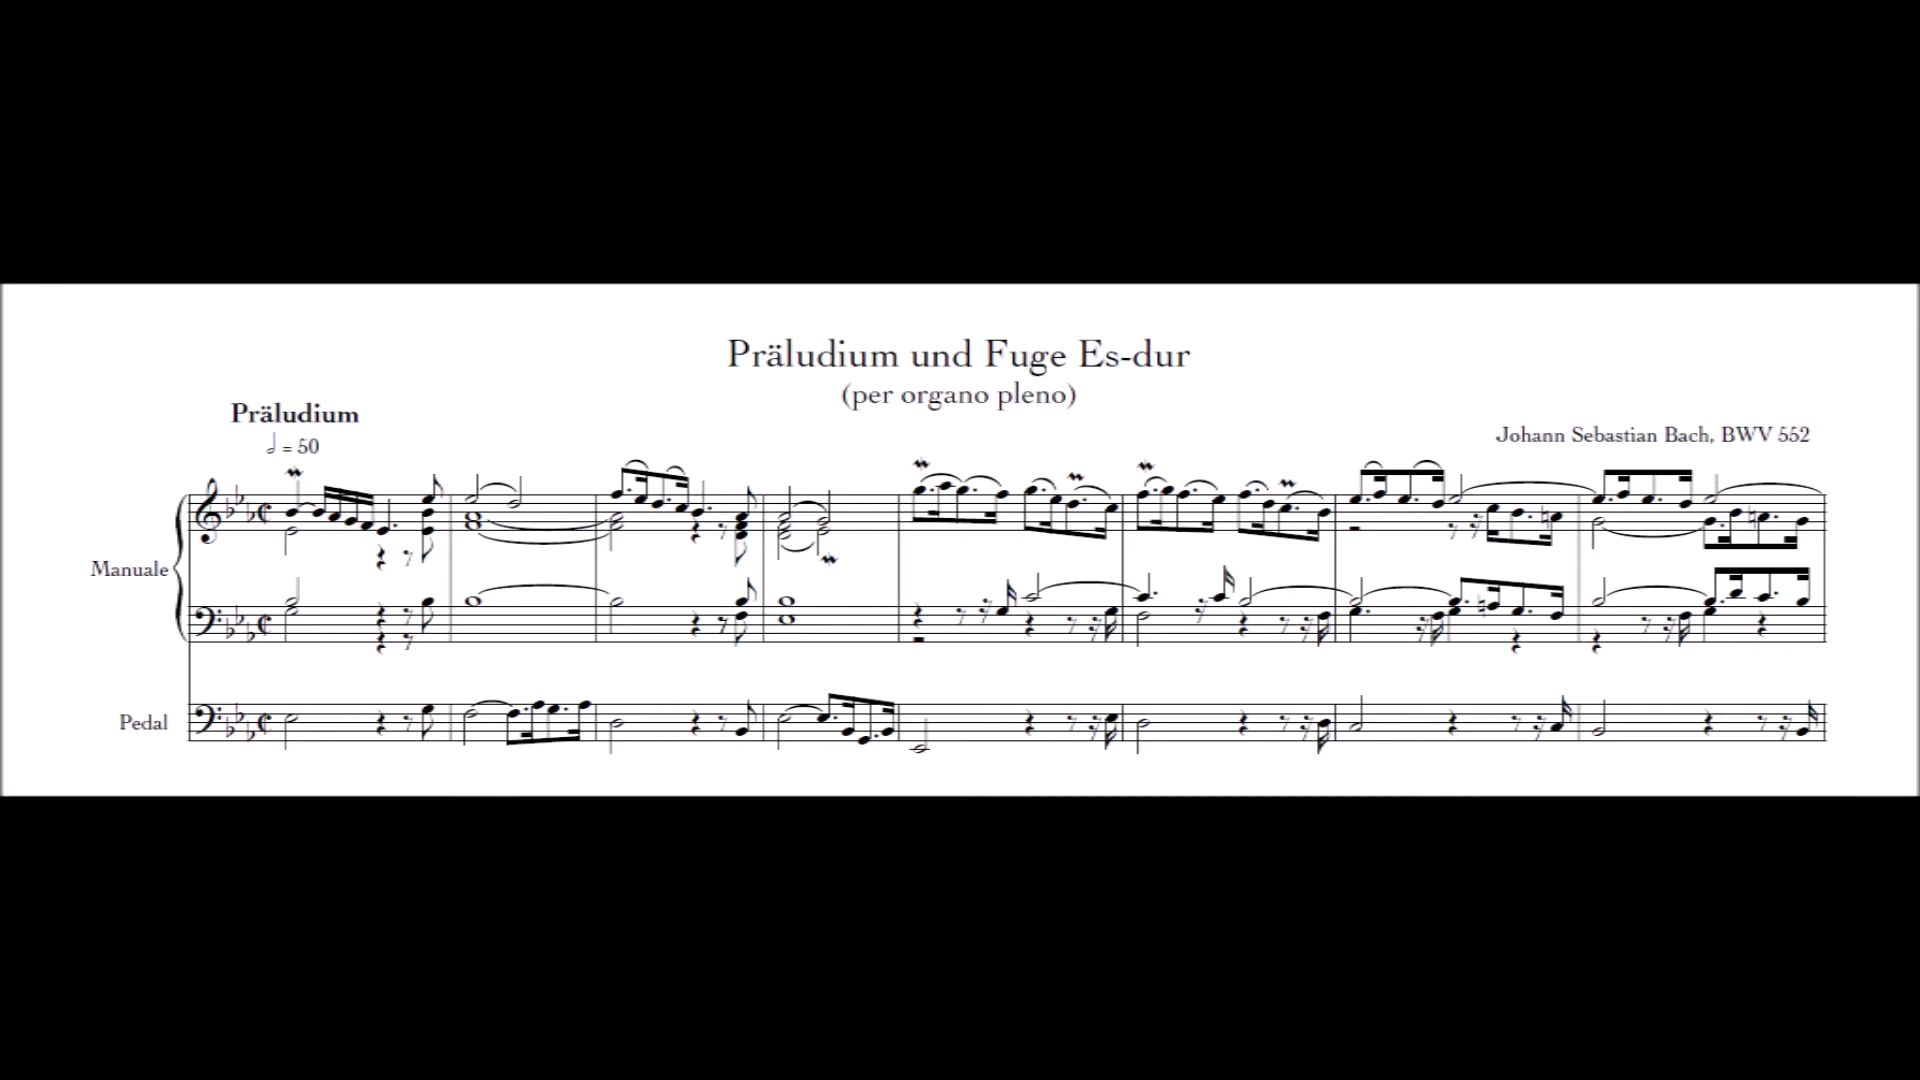 Präludium und Fuge Es-dur
(per organo pleno)
Präludium
= 50
Johann Sebastian Bach, BWV 552
Manuale
Pedal